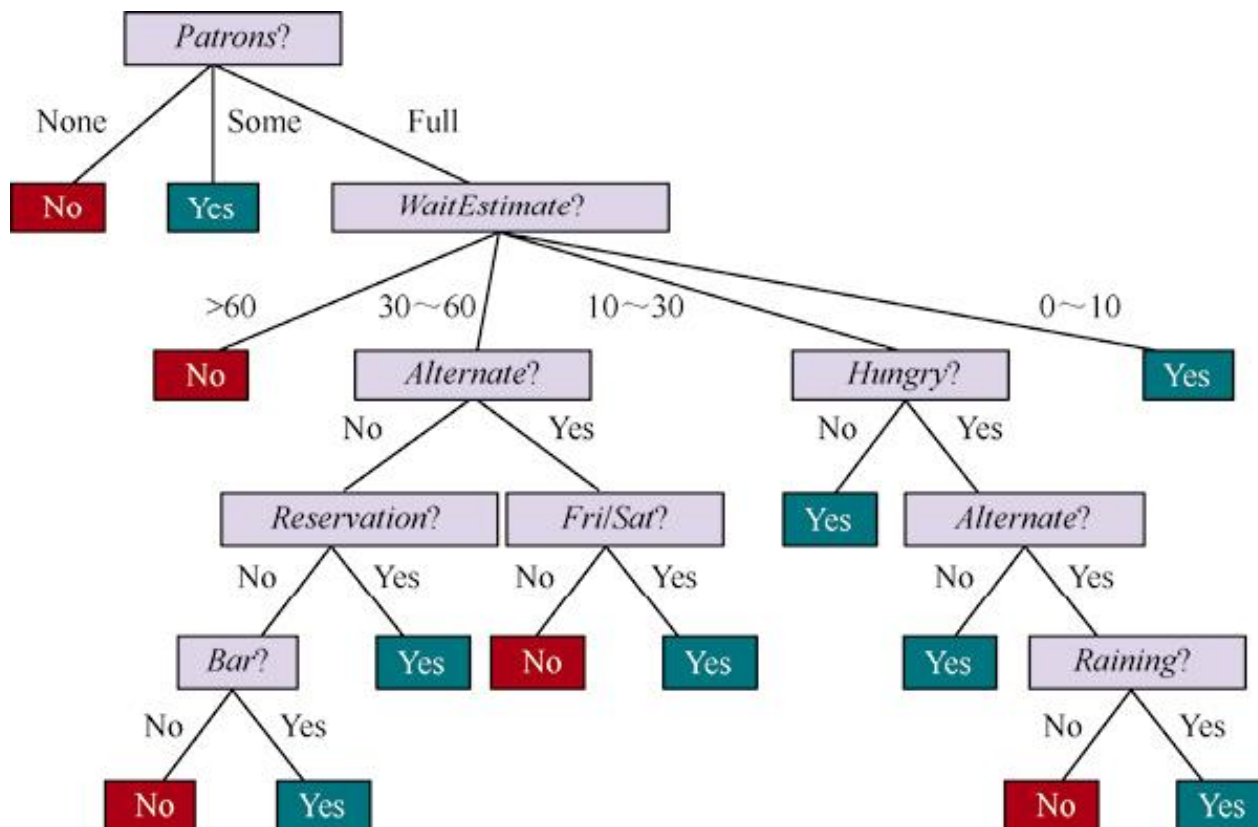 Patrons?
None Some Full
No Yes WaitEstimate?
>60 30～60 10～30 0～10
No Alternate? Hungry? Yes
No Yes No Yes
Reservation? Fri/Sat? Yes Alternate?
No Yes No Yes No Yes
Bar? Yes No Yes Yes Raining?
No Yes No Yes
No Yes No Yes